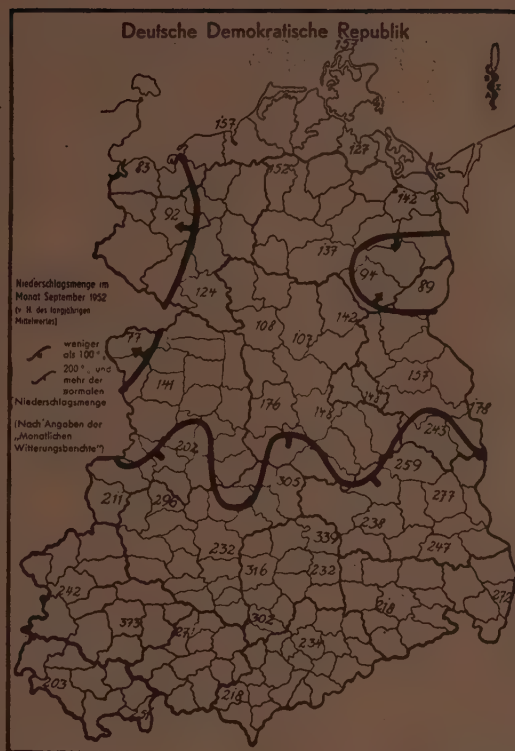 Deutsche Demokratische Republik
157
157
127
83
152
142
92
137
94
89
124
142
108
107
77
Niederschlagsmenge im
Monat September 1952
(v. H. des langjährigen
Mittelwertes)
weniger
als 100%
200% und
mehr der
normalen
Niederschlagsmenge
(Nach Angaben der
„Monatlichen
Witterungsberichte")
141
157
176
148
178
243
202
259
305
211
296
277
238
339
232
247
316
232
242
272
218
373
302
234
203
218